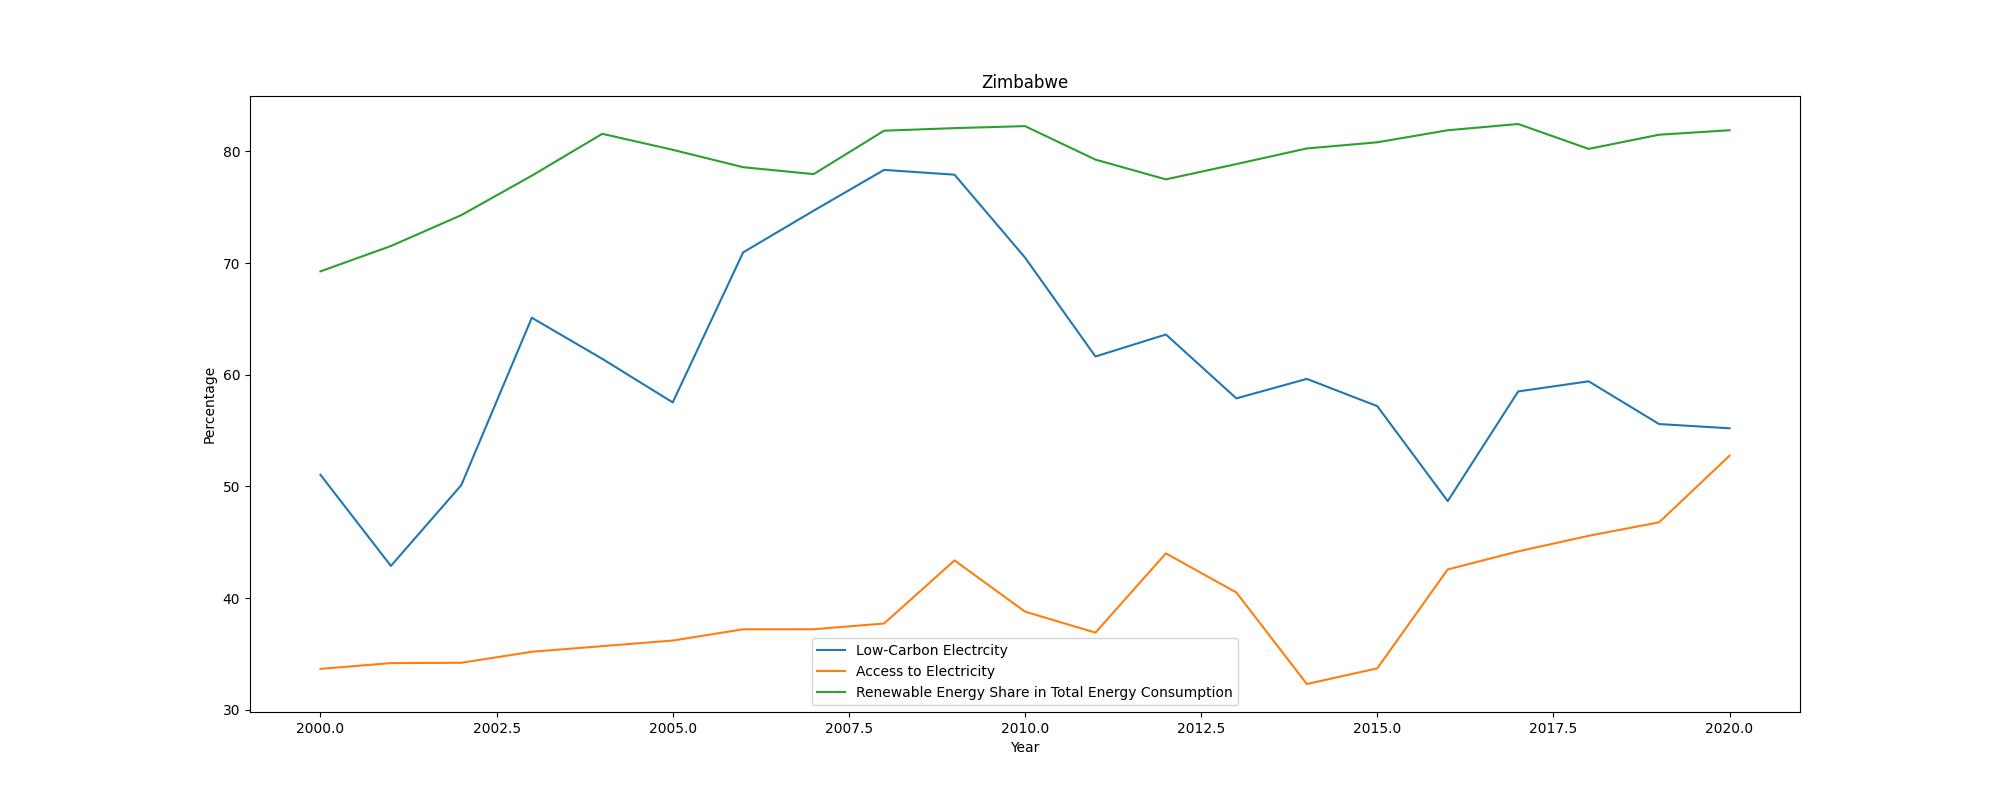 Zimbabwe
Percentage
80
70
60
50
40
30
Low-Carbon Electrcity
Access to Electricity
Renewable Energy Share in Total Energy Consumption
2000.0 2002.5 2005.0 2007.5 2010.0 2012.5 2015.0 2017.5 2020.0
Year